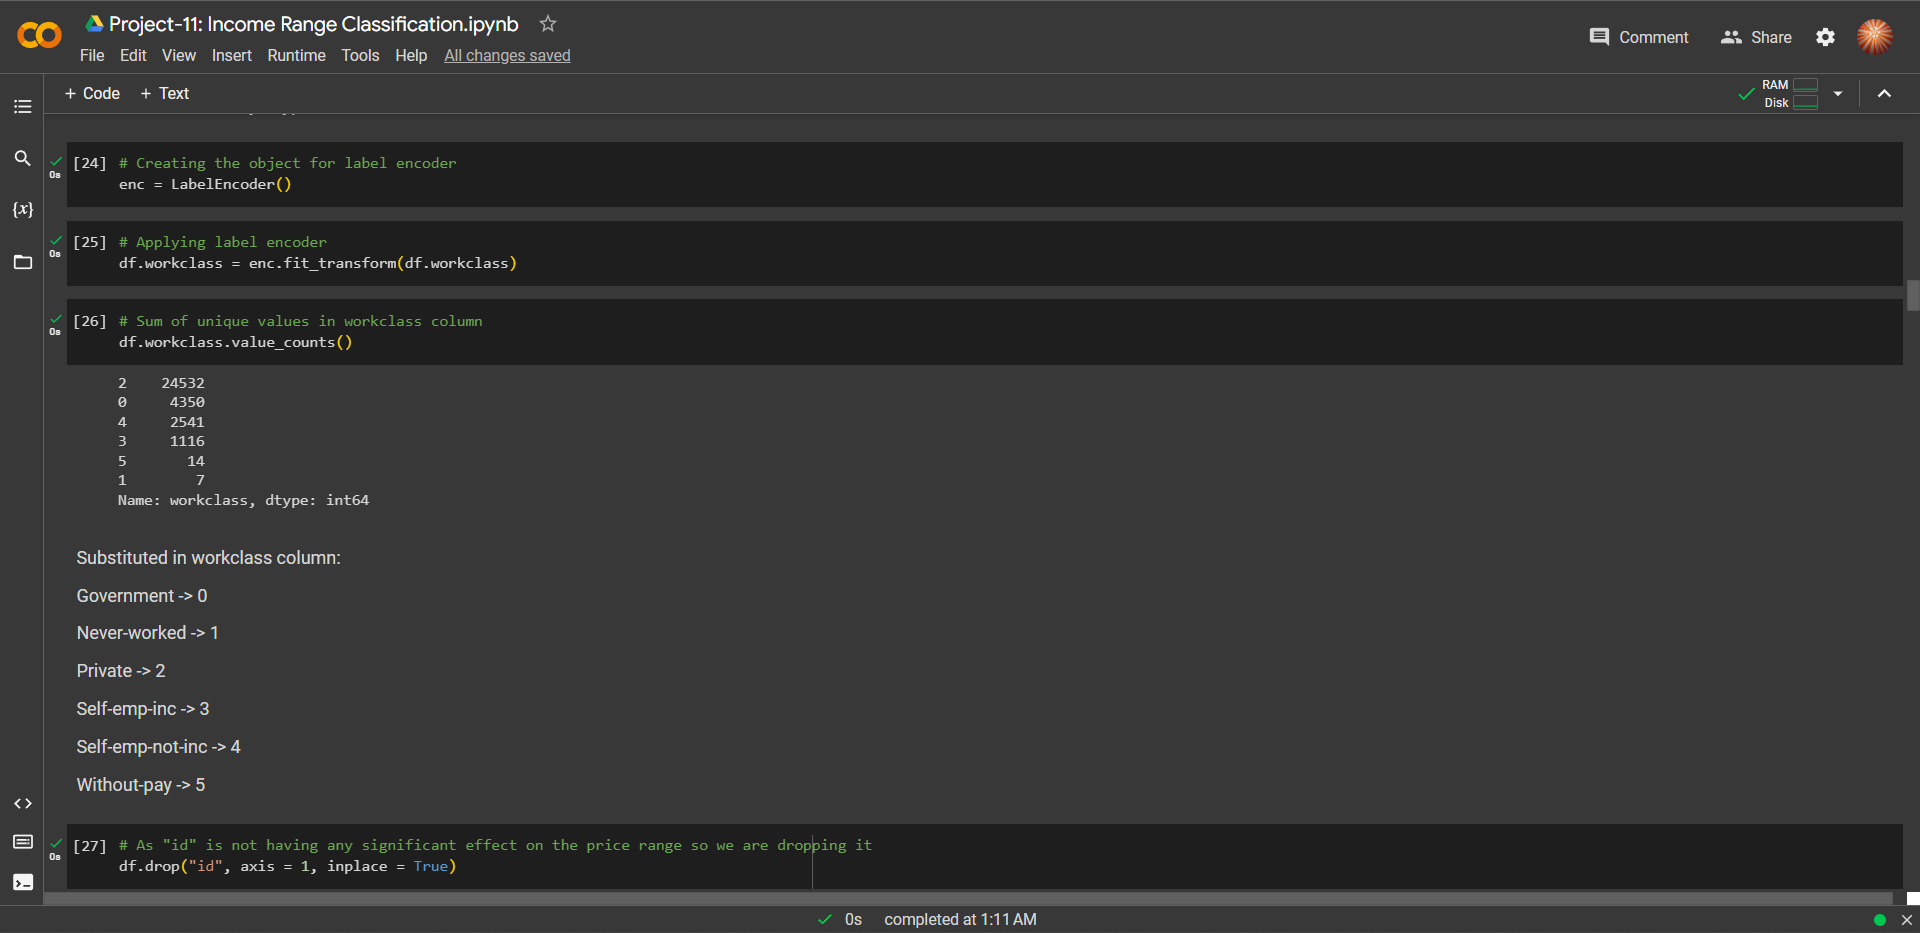 Project-11: Income Range Classification.ipynb
File Edit View Insert Runtime Tools Help All changes saved
Comment Share
+ Code + Text
RAM
Disk
[24] # Creating the object for label encoder
enc = LabelEncoder()
0s
[25] # Applying label encoder
df.workclass = enc.fit_transform(df.workclass)
0s
[26] # Sum of unique values in workclass column
df.workclass.value_counts()
0s
2 24532
0 4350
4 2541
3 1116
5 14
1 7
Name: workclass, dtype: int64
Substituted in workclass column:
Government -> 0
Never-worked -> 1
Private -> 2
Self-emp-inc -> 3
Self-emp-not-inc -> 4
Without-pay -> 5
[27] # As "id" is not having any significant effect on the price range so we are dropping it
df.drop("id", axis = 1, inplace = True)
0s
0s completed at 1:11 AM